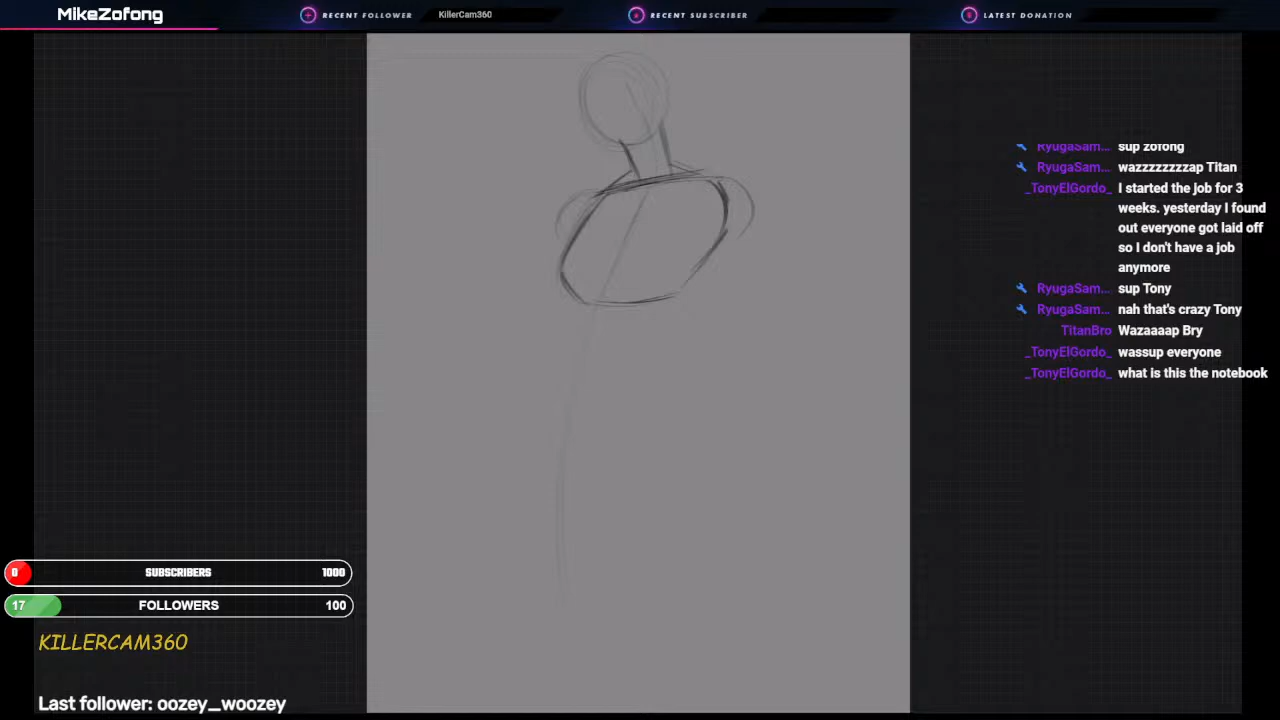 MikeZofong
RECENT FOLLOWER
KillerCam360
RECENT SUBSCRIBER
LATEST DONATION
RyugaSam... sup zofong
RyugaSam... wazzzzzzzap Titan
_TonyElGordo_ I started the job for 3
weeks. yesterday I found
out everyone got laid off
so I don't have a job
anymore
RyugaSam... sup Tony
RyugaSam... nah that's crazy Tony
TitanBro Wazaaaap Bry
_TonyElGordo_ wassup everyone
_TonyElGordo_ what is this the notebook
0 SUBSCRIBERS 1000
17 FOLLOWERS 100
KILLERCAM360
Last follower: oozey_woozey